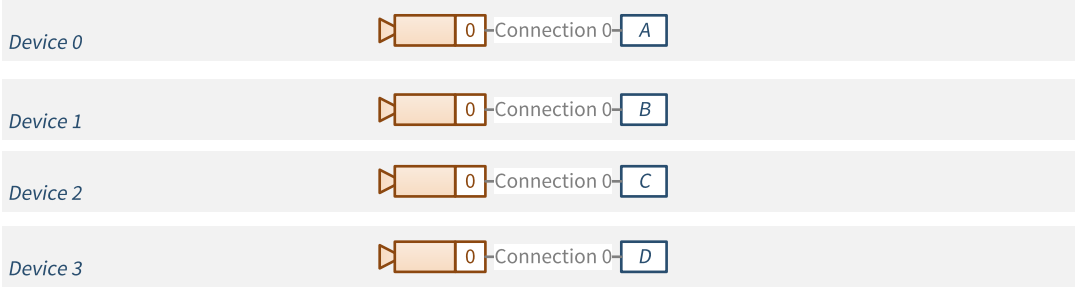 Device 0 0 Connection 0 A
Device 1 0 Connection 0 B
Device 2 0 Connection 0 C
Device 3 0 Connection 0 D